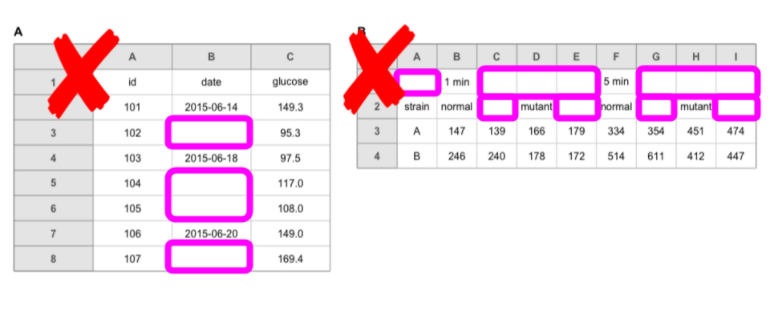 A
A B C
1 id date glucose
101 2015-06-14 149.3
3 102 95.3
4 103 2015-06-18 97.5
5 104 117.0
6 105 108.0
7 106 2015-06-20 149.0
8 107 169.4
B
A B C D E F G H I
1 min 5 min
2 strain normal mutant normal mutant
3 A 147 139 166 179 334 354 451 474
4 B 246 240 178 172 514 611 412 447